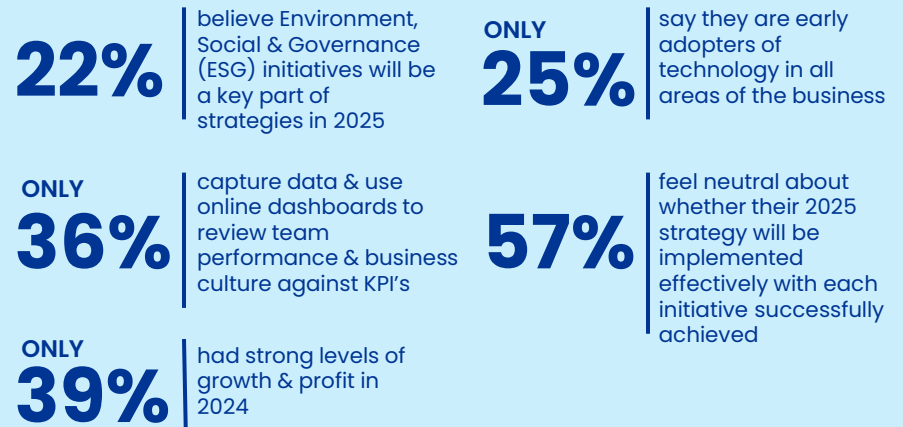 22%
believe Environment,
Social & Governance
(ESG) initiatives will be
a key part of
strategies in 2025
ONLY
25%
say they are early
adopters of
technology in all
areas of the business
ONLY
36%
capture data & use
online dashboards to
review team
performance & business
culture against KPI's
57%
feel neutral about
whether their 2025
strategy will be
implemented
effectively with each
initiative successfully
achieved
ONLY
39%
had strong levels of
growth & profit in
2024